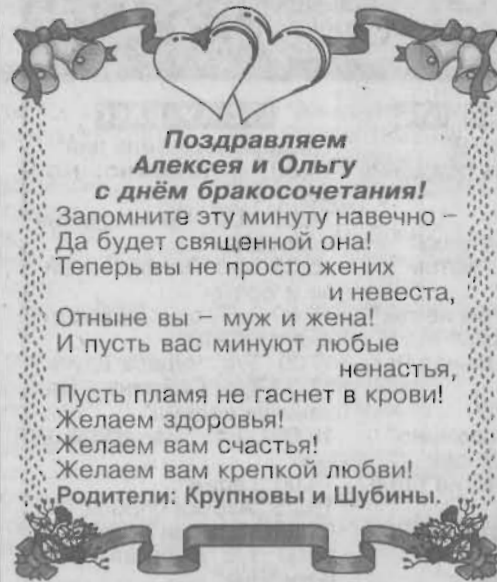 Поздравляем
Алексея и Ольгу
с днём бракосочетания!
Запомните эту минуту навечно –
Да будет священной она!
Теперь вы не просто жених
и невеста,
Отныне вы – муж и жена!
И пусть вас минуют любые
ненастья,
Пусть пламя не гаснет в крови!
Желаем здоровья!
Желаем вам счастья!
Желаем вам крепкой любви!
Родители: Крупновы и Шубины.